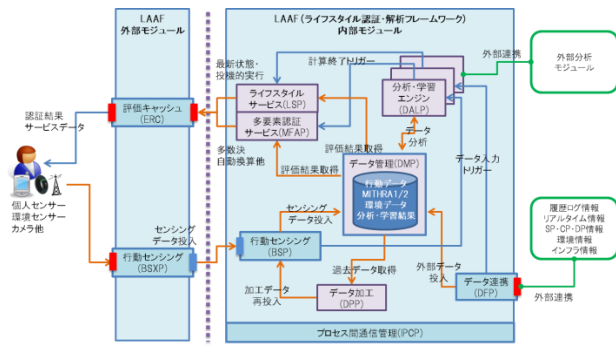 LAAF
外部モジュール
LAAF(ライフスタイル認証・解析フレームワーク)
内部モジュール
最新状態・
投機的実行
計算終了トリガー
外部連携
外部分析
モジュール
ライフスタイル
サービス(LSP)
多要素認証
サービス(MFAP)
分析・学習
エンジン
(DALP)
評価キャッシュ
(ERC)
認証結果
サービスデータ
多数決
自動換算他
評価結果取得
評価結果取得
データ
分析
データ入力
トリガー
データ管理(DMP)
行動データ
MITHRA1/2
環境データ
分析・学習結果
個人センサー
環境センサー
カメラ他
センシング
データ投入
センシング
データ投入
行動センシング
(BSXP)
行動センシング
(BSP)
履歴ログ情報
リアルタイム情報
SP・CP・DP情報
環境情報
インフラ情報
過去データ取得
外部データ
投入
加工データ
再投入
データ加工
(DPP)
データ連携
(DFP)
外部連携
プロセス間通信管理(IPCP)